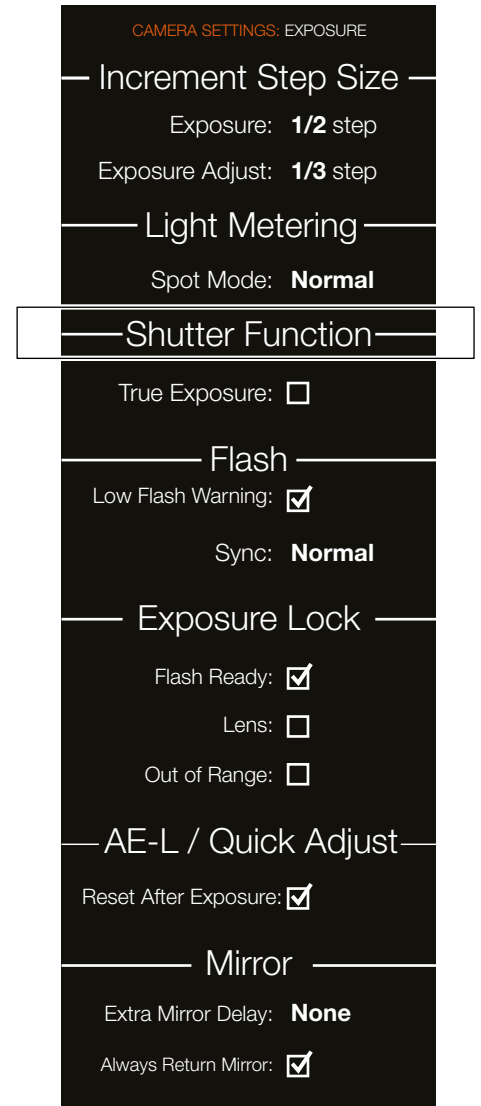 CAMERA SETTINGS: EXPOSURE
Increment Step Size
Exposure: 1/2 step
Exposure Adjust: 1/3 step
Light Metering
Spot Mode: Normal
Shutter Function
True Exposure:
Flash
Low Flash Warning:
Sync: Normal
Exposure Lock
Flash Ready:
Lens:
Out of Range:
AE-L / Quick Adjust
Reset After Exposure:
Mirror
Extra Mirror Delay: None
Always Return Mirror: